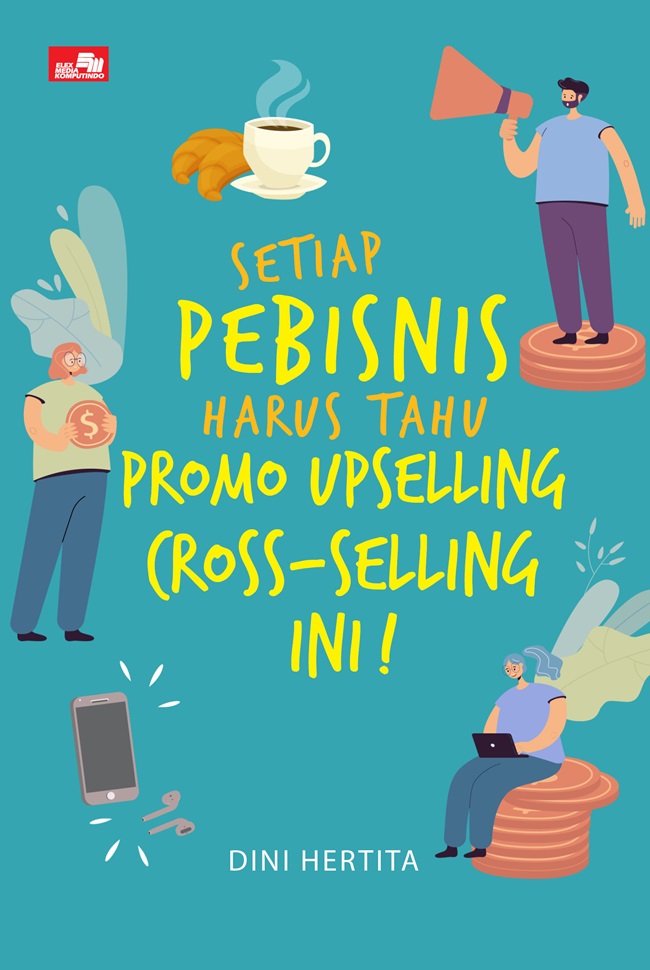 ELEX
MEDIA
KOMPUTINDO
SETIAP
PEBISNIS
HARUS TAHU
PROMO UPSELLING
CROSS-SELLING
INI!
DINI HERTITA